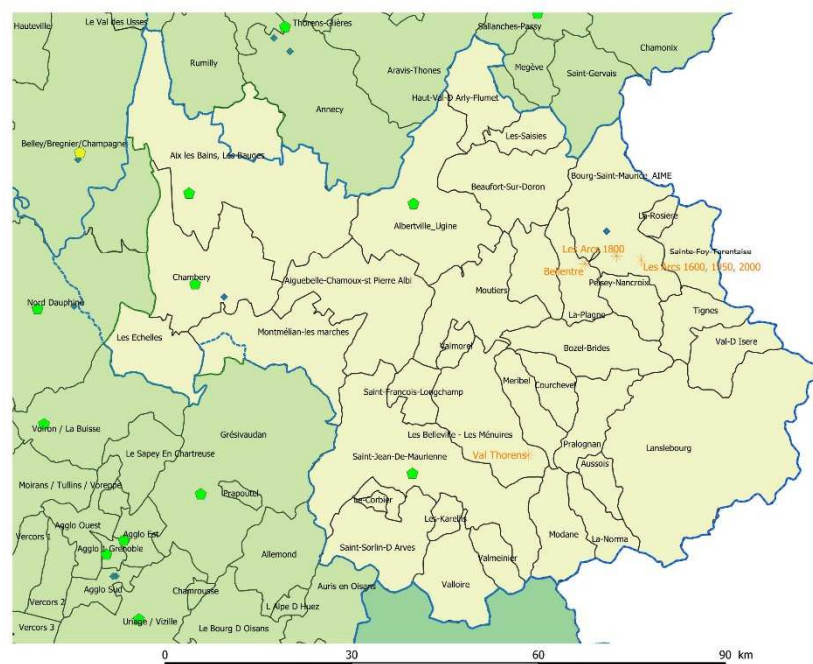 Hauteville
Le Val des Usses
Thorens-Glières
Sallanches-Passy
Chamonix
Rumilly
Aravis-Thones
Megève
Saint-Gervais
Annecy
Haut-Val-D Arly-Flumet
Les-Saisies
Belley/Bregnier/Champagne
Aix les Bains, Les Bauges
Beaufort-Sur-Doron
Bourg-Saint-Maurice_AIME
La-Rosiere
Albertville_Ugine
Les Arcs 1800
Sainte-Foy-Tarentaise
Bellentre
Les Arcs 1600, 1950, 2000
Chambery
Aiguebelle-Chamoux-st Pierre Albi
Moutiers
Peisey-Nancroix
Nord Dauphine
La-Plagne
Tignes
Les Echelles
Montmélian-les marches
Valmorel
Bozel-Brides
Val-D Isere
Saint-François-Longchamp
Meribel
Courchevel
Voiron / La Buisse
Grésivaudan
Les Belleville - Les Ménuires
Pralognan
Lanslebourg
Le Sapey En Chartreuse
Saint-Jean-De-Maurienne
Val Thorens
Aussois
Moirans / Tullins / Voreppe
Prapoutel
Le-Corbier
Agglo Ouest
Les-Karellis
Vercors 1
Agglo Est
Modane
La-Norma
Agglo 1 Grenoble
Allemond
Saint-Sorlin-D Arves
Valmeinier
Agglo Sud
Chamrousse
Auris en Oisans
Valloire
Vercors 2
L Alpe D Huez
Vercors 3
Uriage / Vizille
Le Bourg D Oisans
0 30 60 90 km